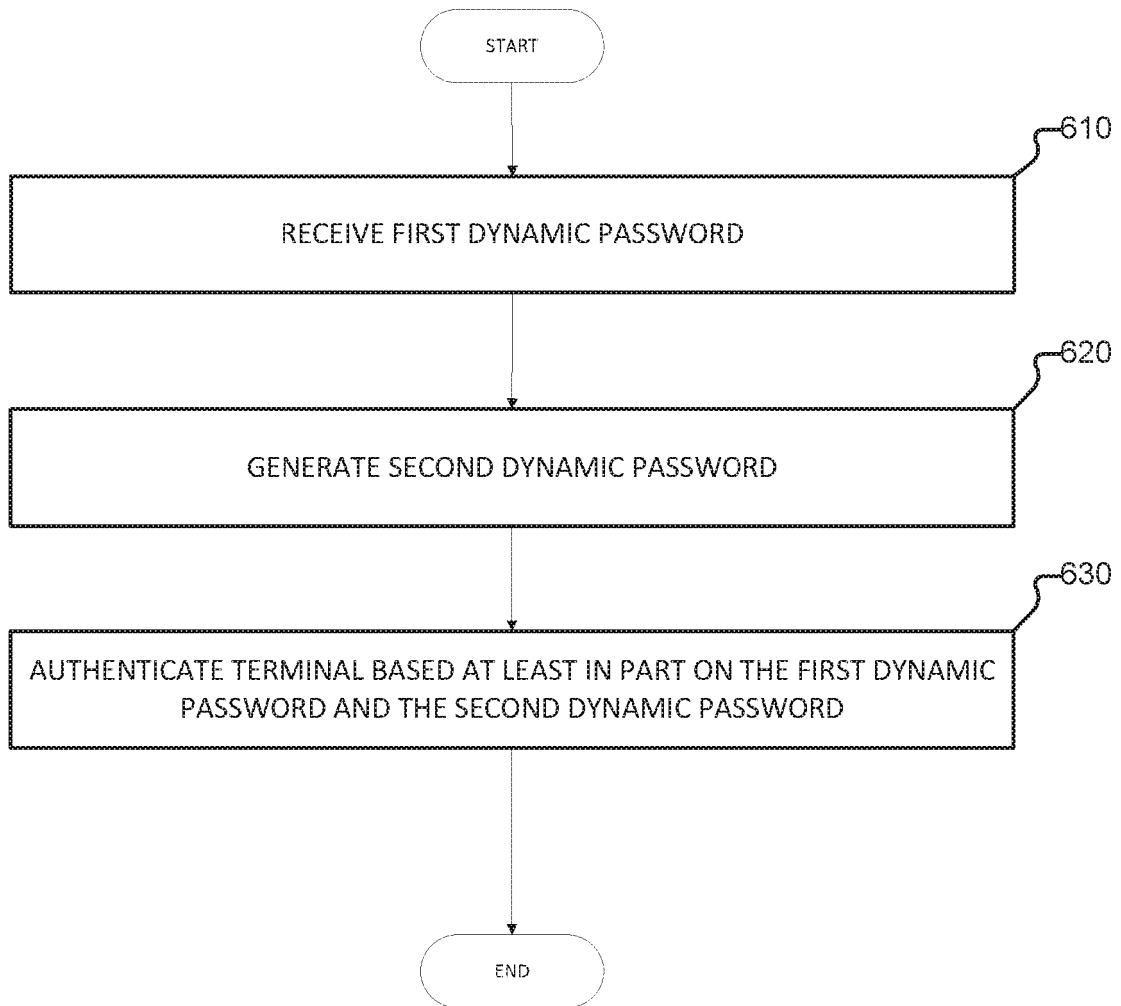 START
610
RECEIVE FIRST DYNAMIC PASSWORD
620
GENERATE SECOND DYNAMIC PASSWORD
630
AUTHENTICATE TERMINAL BASED AT LEAST IN PART ON THE FIRST DYNAMIC
PASSWORD AND THE SECOND DYNAMIC PASSWORD
END